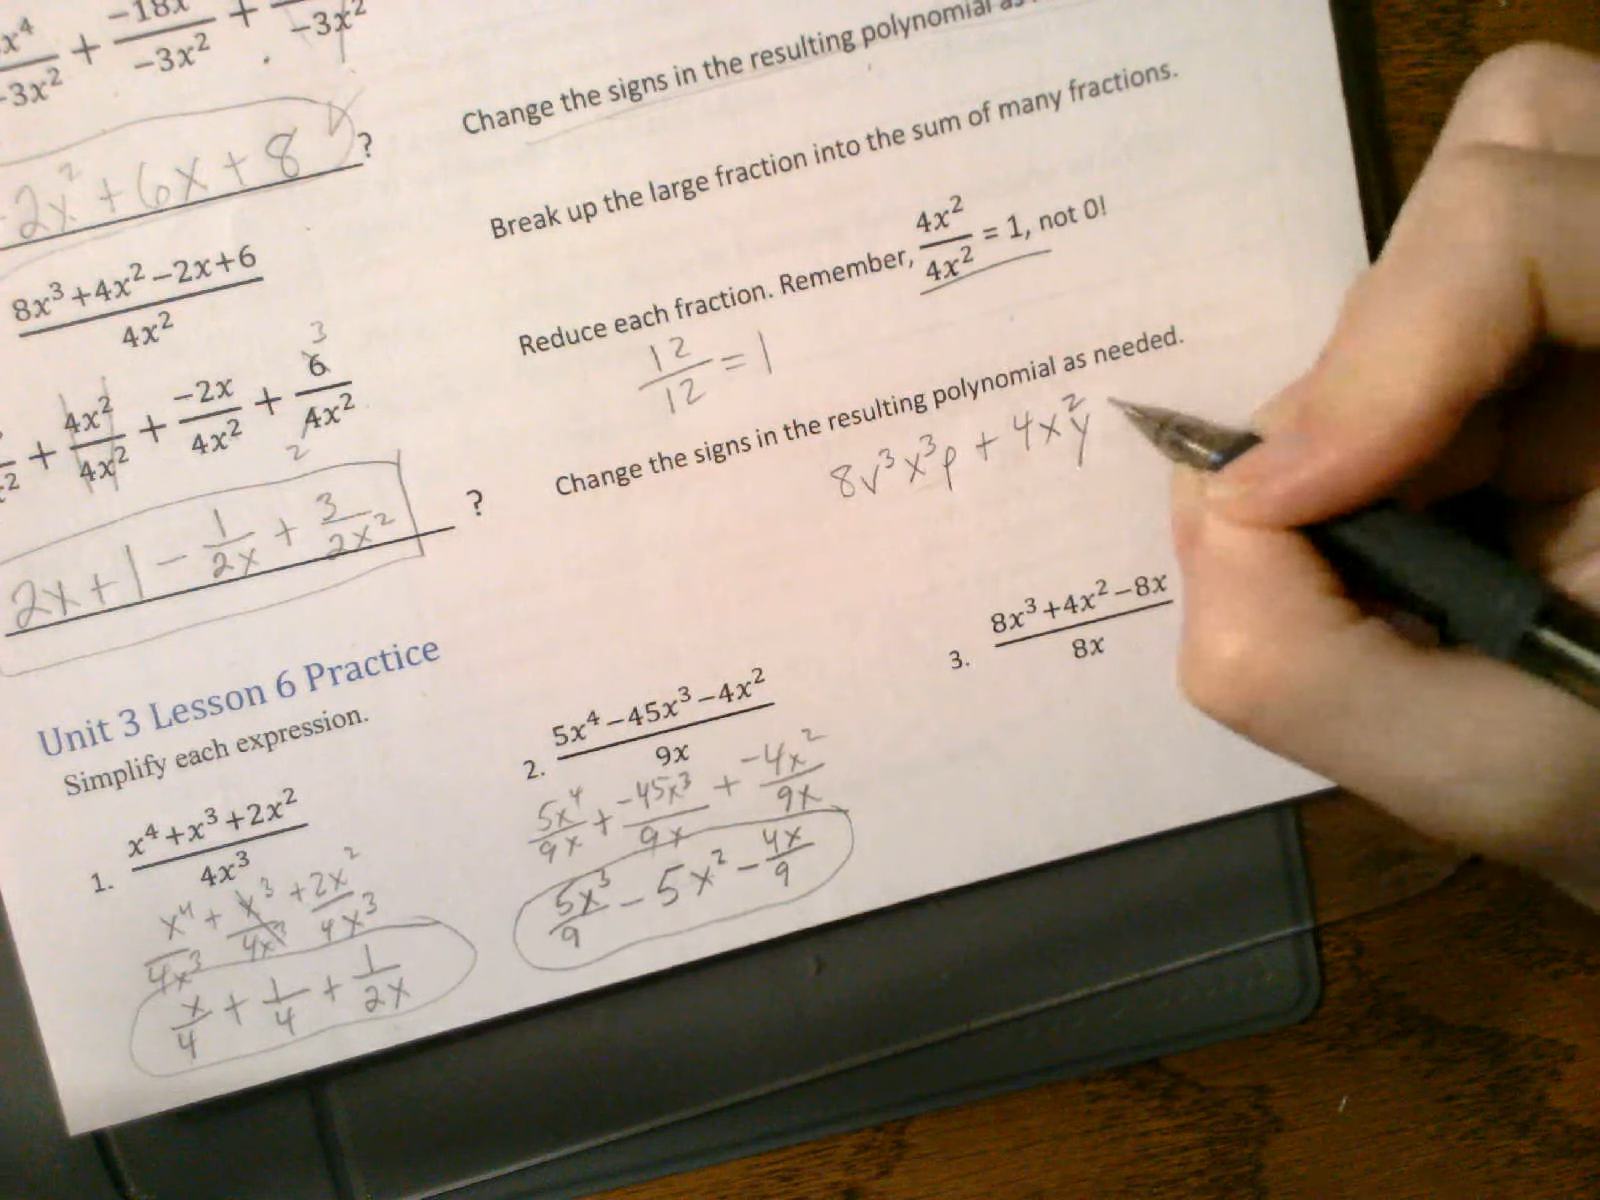 x⁴/-3x² + -18x/-3x² + -3x²
Change the signs in the resulting polynomial
2x² + 6x + 8 ?
Break up the large fraction into the sum of many fractions.
8x³+4x²−2x+6/4x²
Reduce each fraction. Remember, 4x²/4x² = 1, not 0!
12/12 = 1
+ 4x²/4x² + −2x/4x² + 6/4x²
3
2
Change the signs in the resulting polynomial as needed.
8v³x³p + 4x²y
2x + 1 − 1/2x + 3/2x² ?
Unit 3 Lesson 6 Practice
Simplify each expression.
1. x⁴+x³+2x²/4x³
x⁴/4x³ + x³/4x³ + 2x²/4x³
x/4 + 1/4 + 1/2x
2. 5x⁴−45x³−4x²/9x
5x⁴/9x + −45x³/9x + −4x²/9x
5x³/9 − 5x² − 4x/9
3. 8x³+4x²−8x/8x